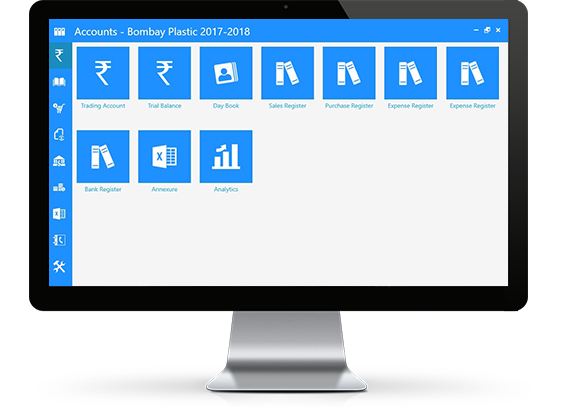 Accounts - Bombay Plastic 2017-2018
Trading Account Trial Balance Day Book Sales Register Purchase Register Expense Register Expense Register
Bank Register Annexure Analytics